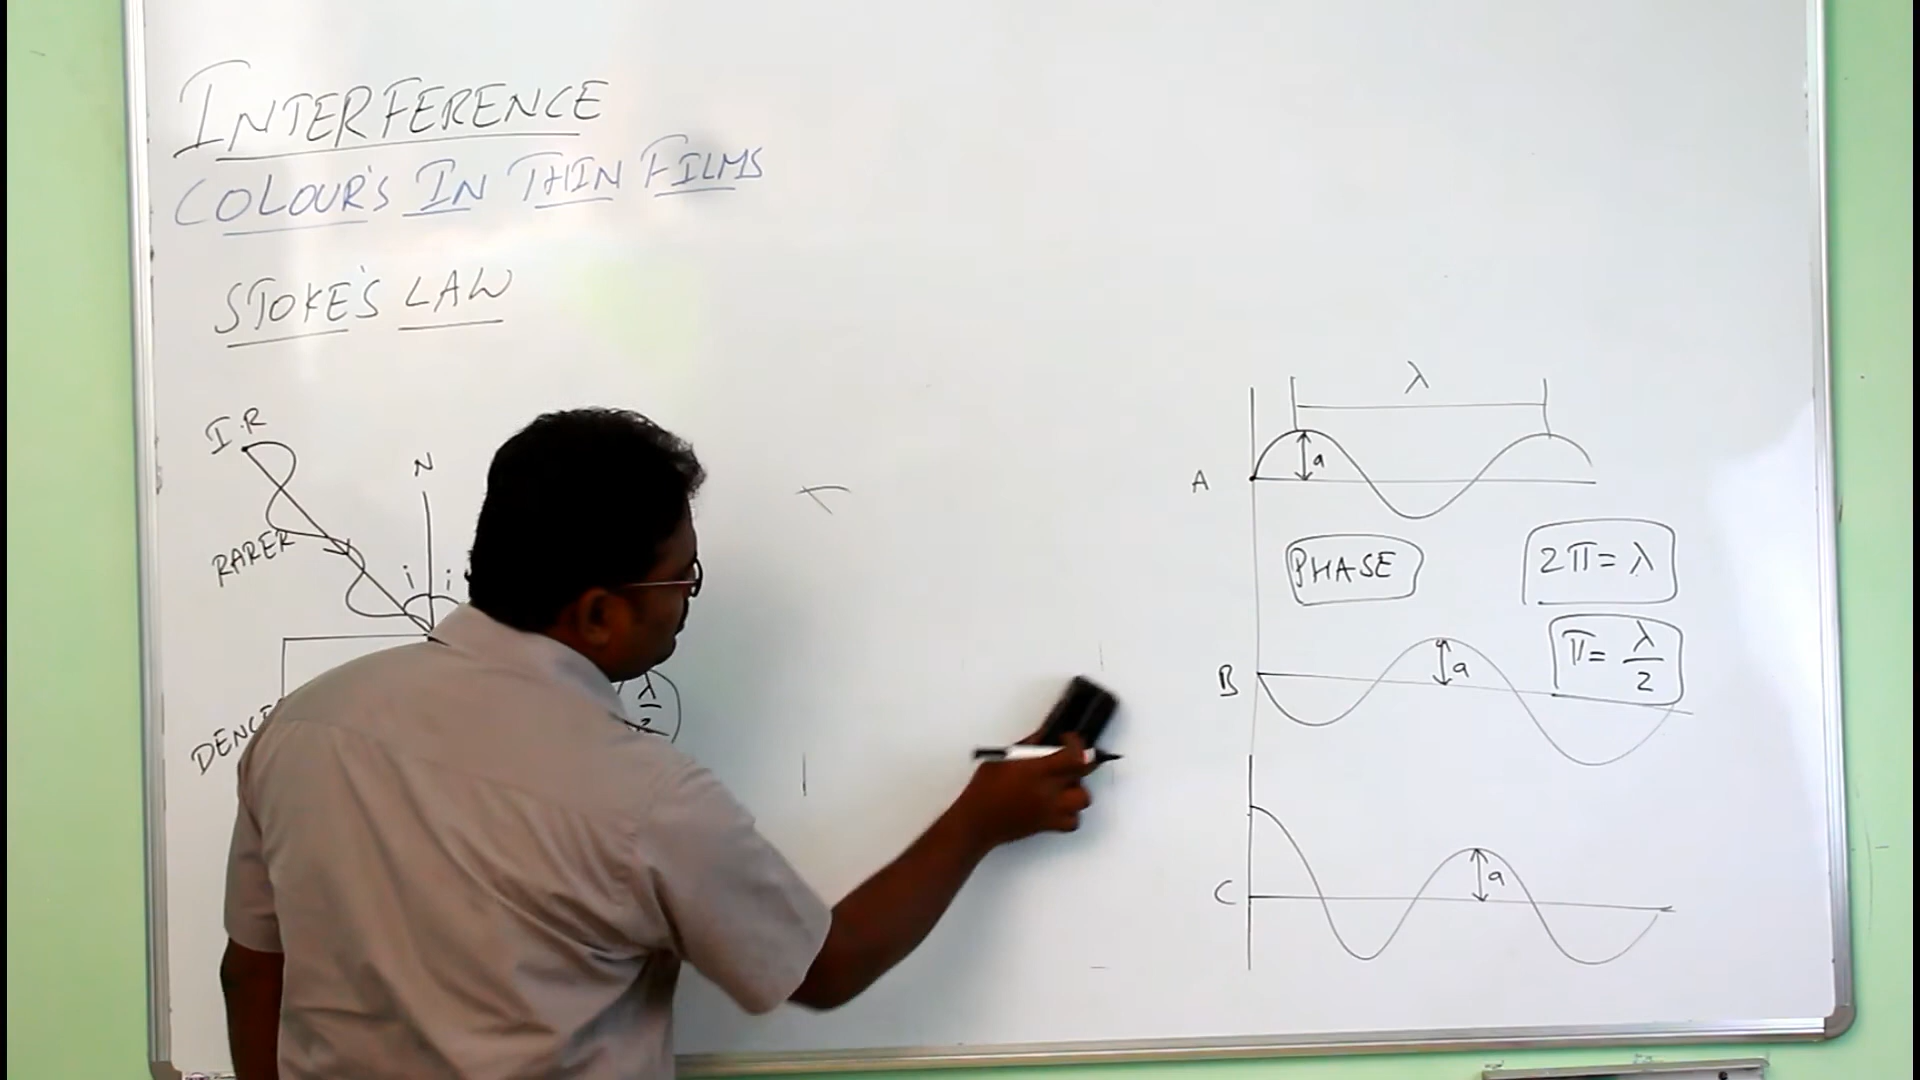 INTERFERENCE
COLOUR'S IN THIN FILMS
STOKE'S LAW
I.R
N
RARER
i i
λ
a
A
PHASE
2π = λ
π = λ/2
B
a
C
a